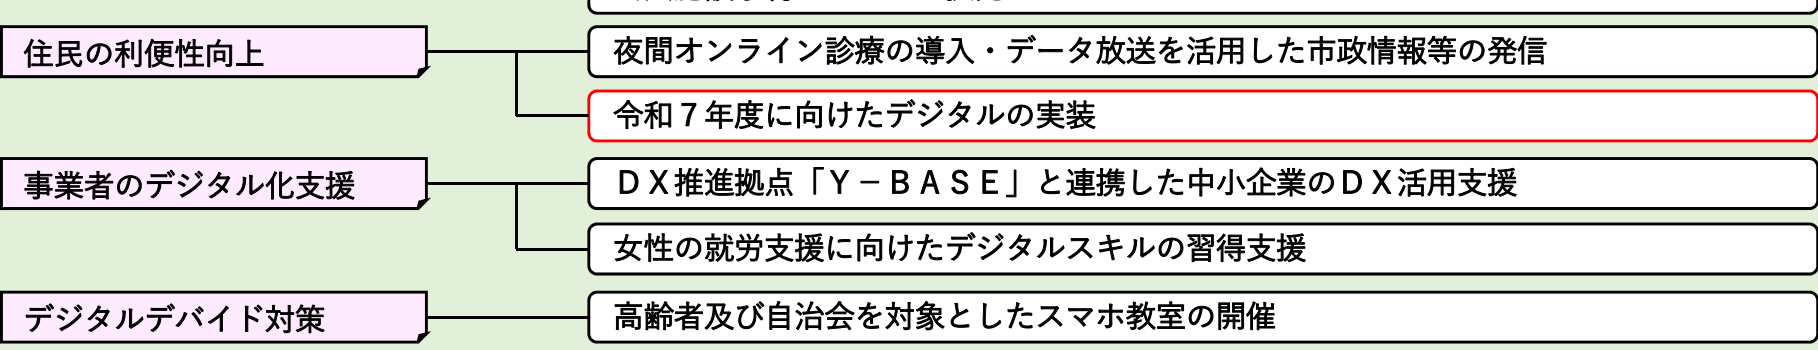 住民の利便性向上
夜間オンライン診療の導入・データ放送を活用した市政情報等の発信
令和７年度に向けたデジタルの実装
事業者のデジタル化支援
ＤＸ推進拠点「Ｙ－ＢＡＳＥ」と連携した中小企業のＤＸ活用支援
女性の就労支援に向けたデジタルスキルの習得支援
デジタルデバイド対策
高齢者及び自治会を対象としたスマホ教室の開催